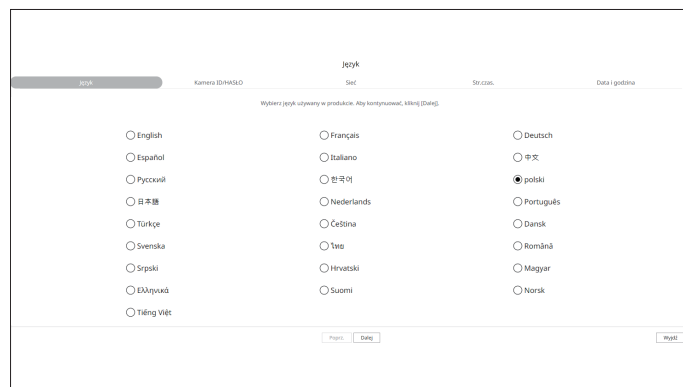 Język
Język Kamera ID/HASŁO Sieć Str.czas. Data i godzina
Wybierz język używany w produkcie. Aby kontynuować, kliknij [Dalej].
English Français Deutsch
Español Italiano 中文
Русский 한국어 polski
日本語 Nederlands Português
Türkçe Čeština Dansk
Svenska ไทย Română
Srpski Hrvatski Magyar
Ελληνικά Suomi Norsk
Tiếng Việt
Poprz. Dalej Wyjdź